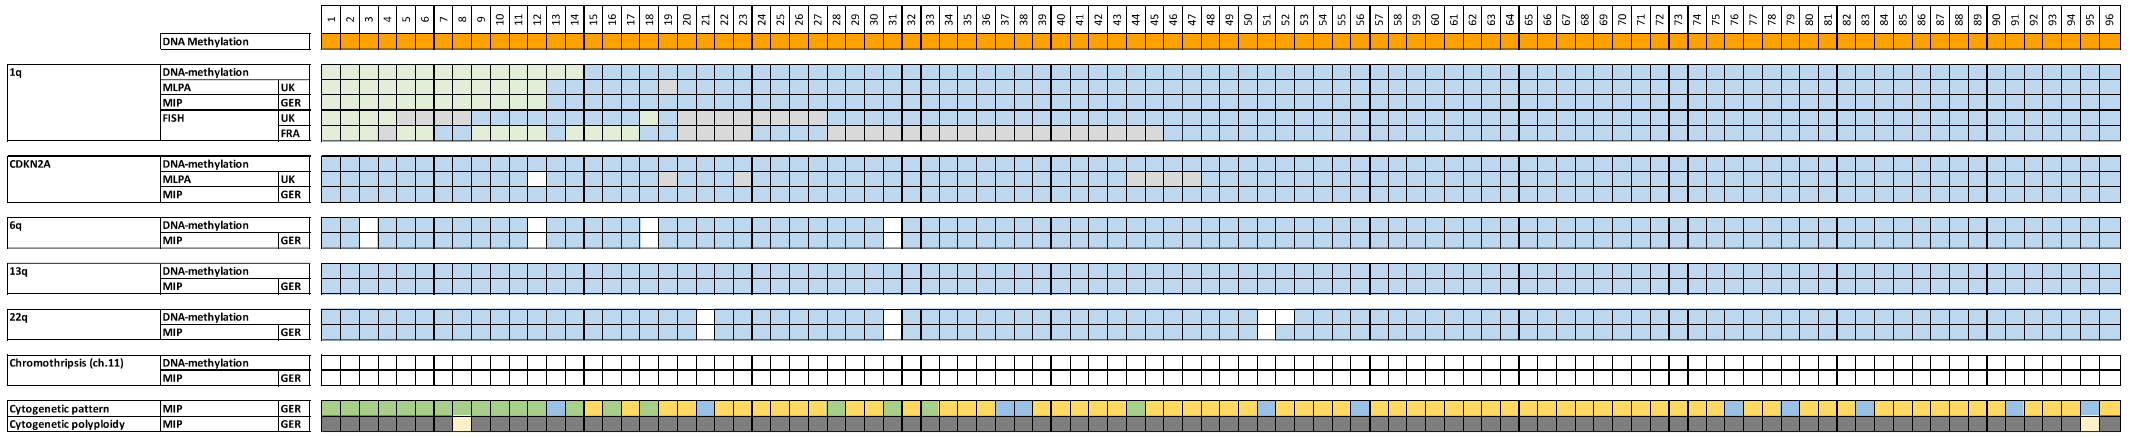 1 2 3 4 5 6 7 8 9 10 11 12 13 14 15 16 17 18 19 20 21 22 23 24 25 26 27 28 29 30 31 32 33 34 35 36 37 38 39 40 41 42 43 44 45 46 47 48 49 50 51 52 53 54 55 56 57 58 59 60 61 62 63 64 65 66 67 68 69 70 71 72 73 74 75 76 77 78 79 80 81 82 83 84 85 86 87 88 89 90 91 92 93 94 95 96
DNA Methylation
1q DNA-methylation
MLPA UK
MIP GER
FISH UK
FRA
CDKN2A DNA-methylation
MLPA UK
MIP GER
6q DNA-methylation
MIP GER
13q DNA-methylation
MIP GER
22q DNA-methylation
MIP GER
Chromothripsis (ch.11) DNA-methylation
MIP GER
Cytogenetic pattern MIP GER
Cytogenetic polyploidy MIP GER